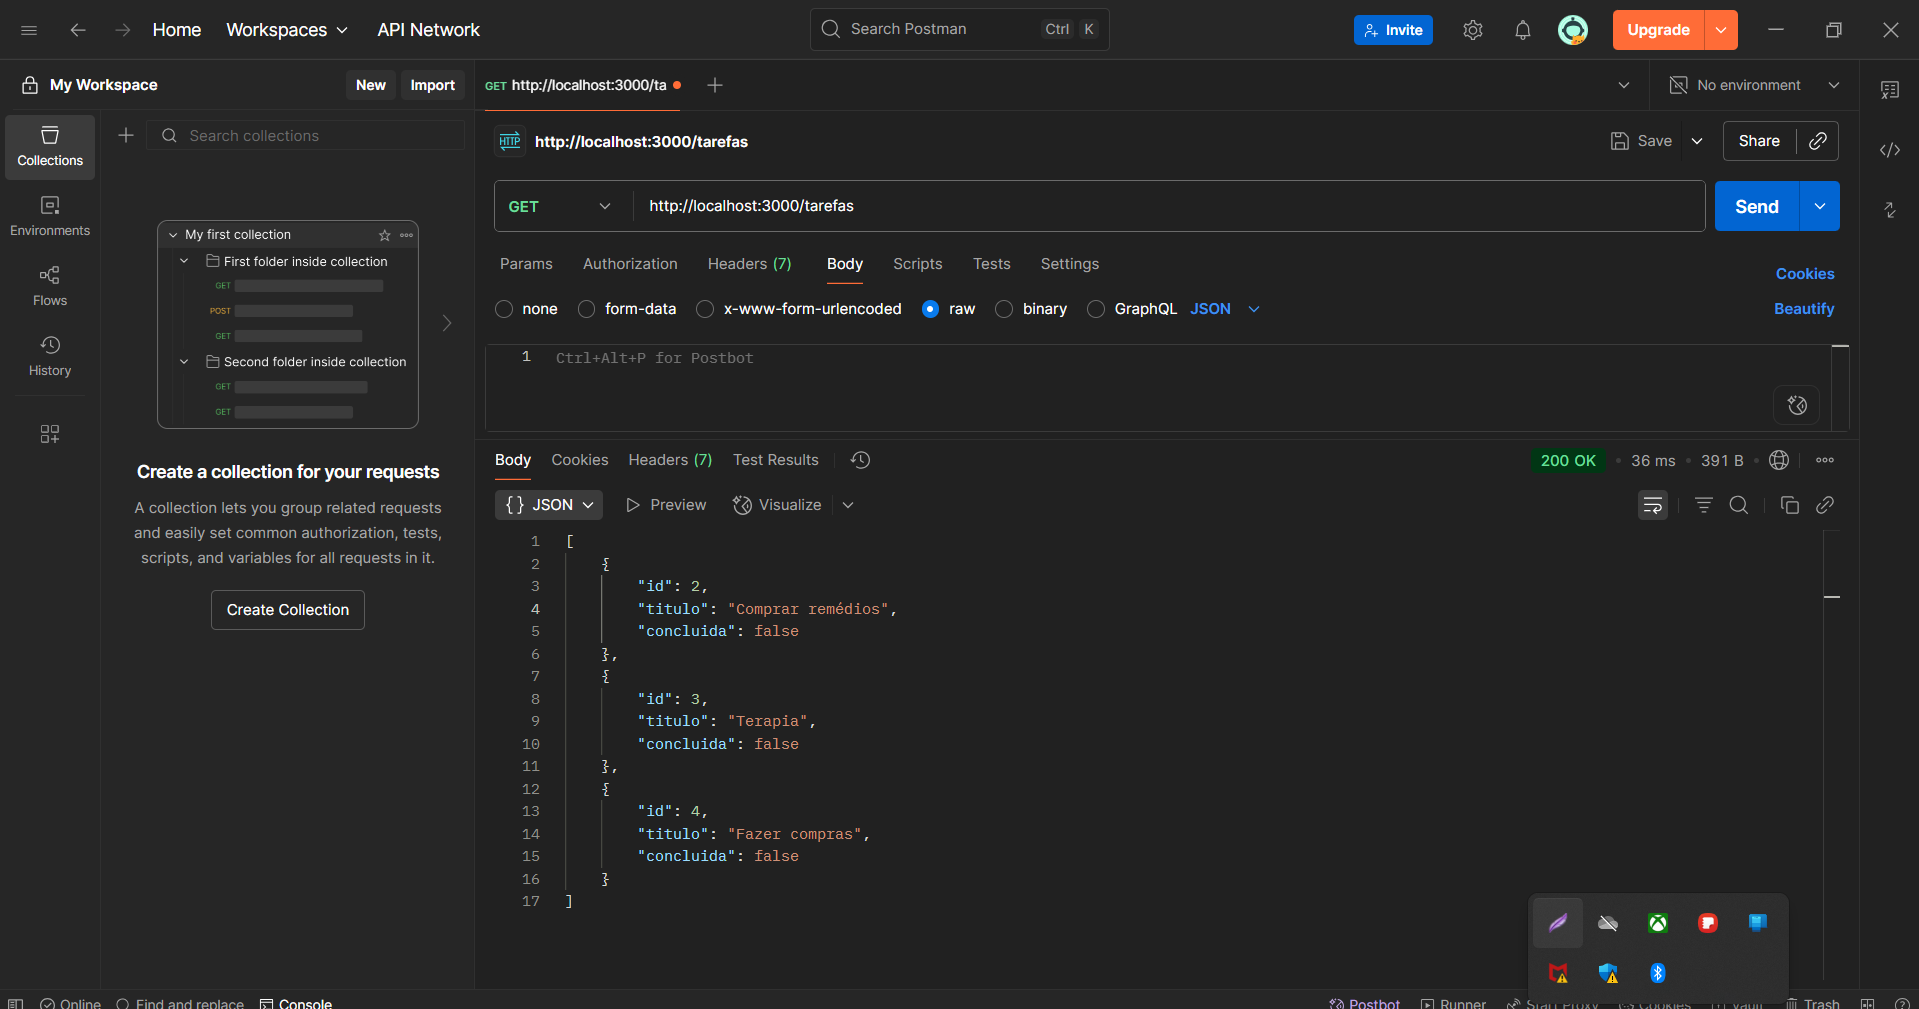 Home Workspaces API Network Search Postman Ctrl K Invite Upgrade
My Workspace New Import GET http://localhost:3000/ta No environment
Search collections
Collections
Environments
Flows
History
My first collection
First folder inside collection
GET
POST
GET
Second folder inside collection
GET
GET
Create a collection for your requests
A collection lets you group related requests
and easily set common authorization, tests,
scripts, and variables for all requests in it.
Create Collection
HTTP http://localhost:3000/tarefas Save Share
GET http://localhost:3000/tarefas Send
Params Authorization Headers (7) Body Scripts Tests Settings Cookies
none form-data x-www-form-urlencoded raw binary GraphQL JSON Beautify
1 Ctrl+Alt+P for Postbot
Body Cookies Headers (7) Test Results 200 OK 36 ms 391 B
{} JSON Preview Visualize
1 [
2 {
3 "id": 2,
4 "titulo": "Comprar remédios",
5 "concluida": false
6 },
7 {
8 "id": 3,
9 "titulo": "Terapia",
10 "concluida": false
11 },
12 {
13 "id": 4,
14 "titulo": "Fazer compras",
15 "concluida": false
16 }
17 ]
Online Find and replace Console Postbot Runner Start Proxy Cookies Vault Trash